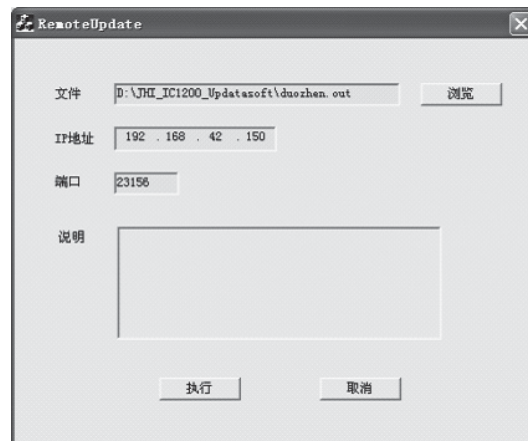 RemoteUpdate
文件 D:\JHI_IC1200_Updatasoft\duozhen.out 浏览
IP地址 192 . 168 . 42 . 150
端口 23156
说明
执行 取消